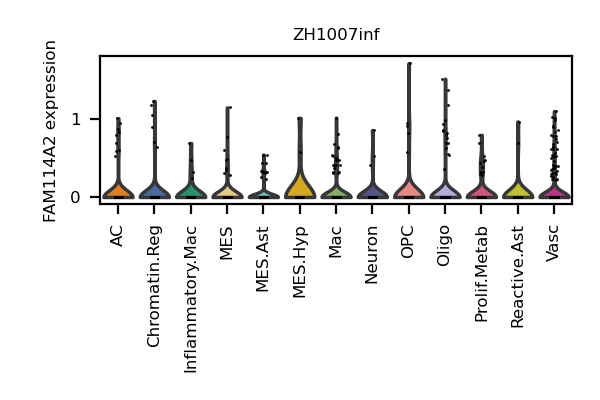 ZH1007inf
FAM114A2 expression
1
0
AC
Chromatin.Reg
Inflammatory.Mac
MES
MES.Ast
MES.Hyp
Mac
Neuron
OPC
Oligo
Prolif.Metab
Reactive.Ast
Vasc